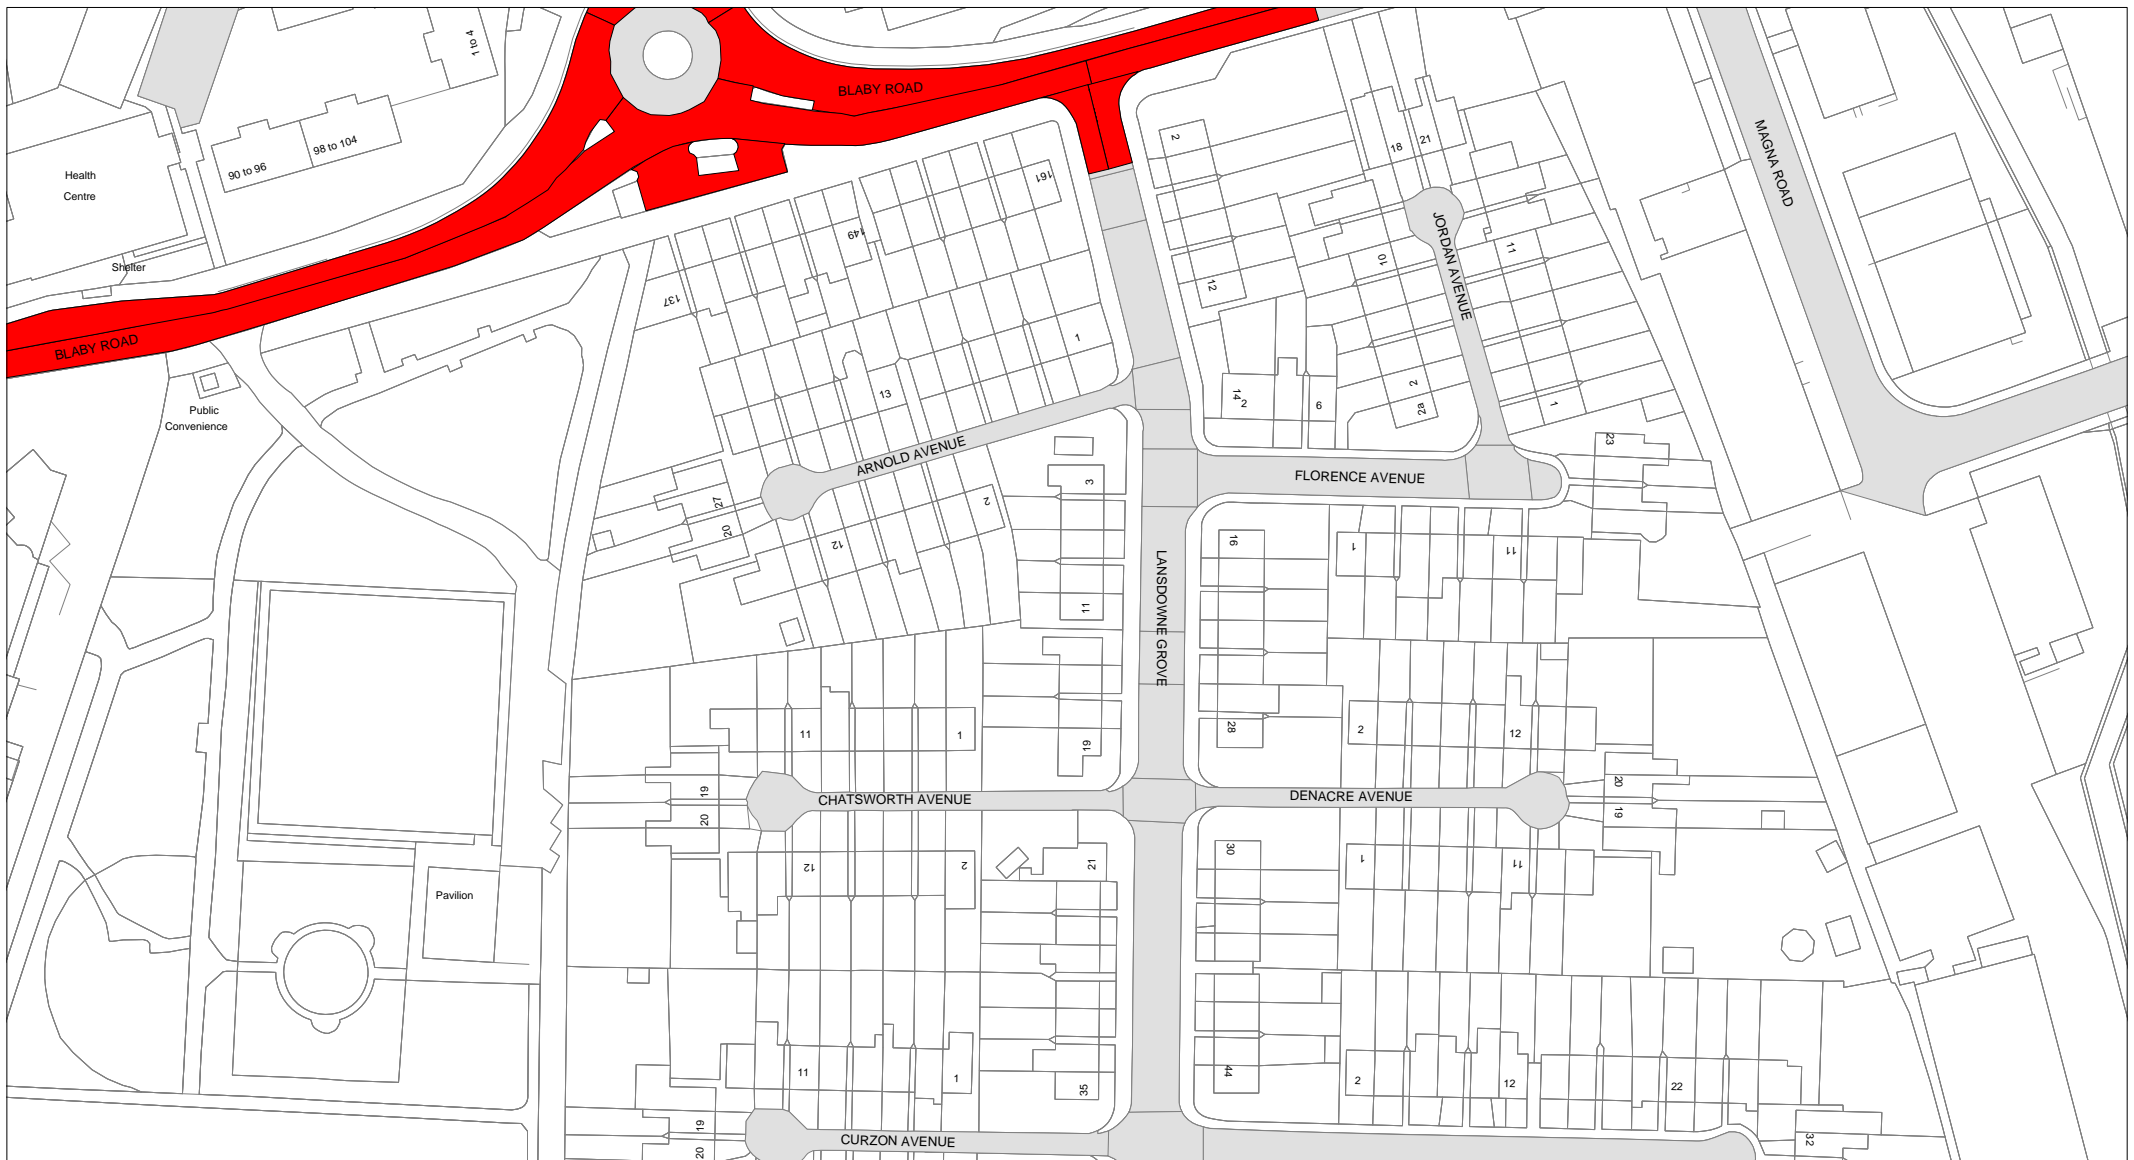 1 to 4
BLABY ROAD
98 to 104
90 to 96
Health
Centre
Shelter
BLABY ROAD
Public
Convenience
2
12
18
21
161
149
137
JORDAN AVENUE
MAGNA ROAD
10
11
1
13
14
2
6
2
2a
1
23
ARNOLD AVENUE
FLORENCE AVENUE
3
27
20
2
12
11
16
1
11
LANSDOWNE GROVE
11
1
19
28
2
12
19
20
CHATSWORTH AVENUE
DENACRE AVENUE
20
19
12
2
21
30
1
11
Pavilion
11
1
35
44
2
12
22
19
20
CURZON AVENUE
32